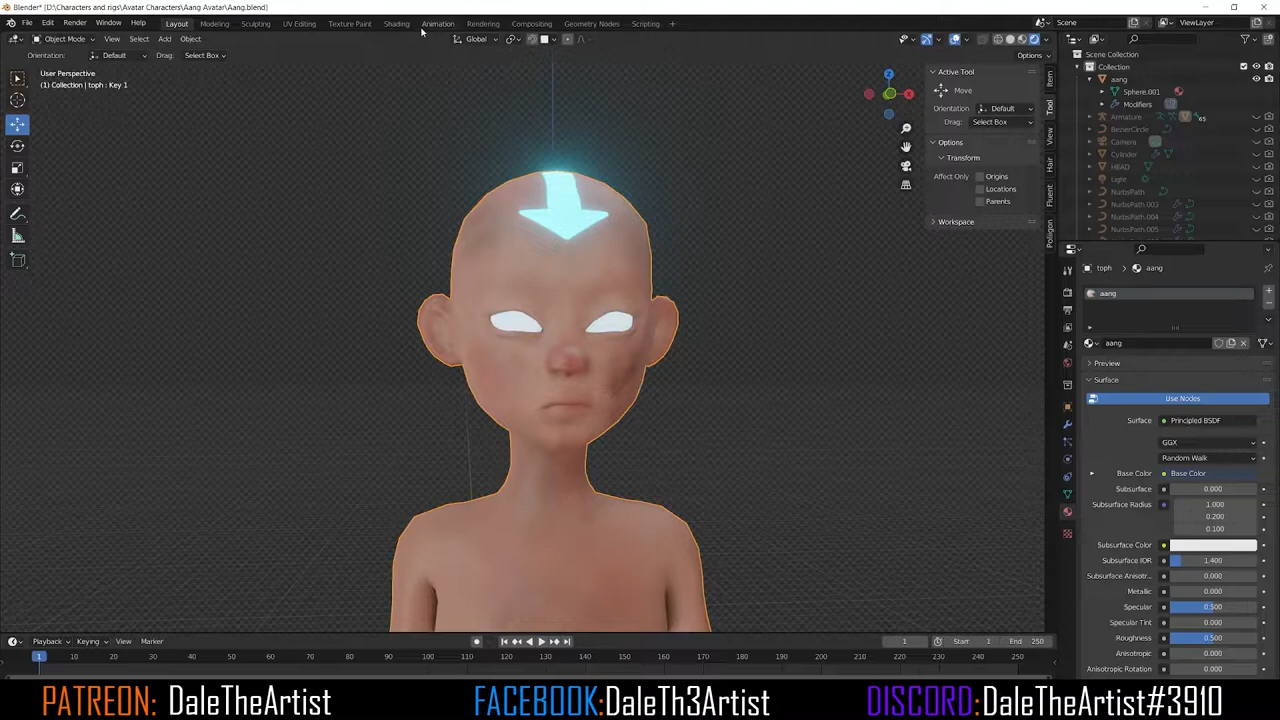 Blender* [D:\Characters and rigs\Avatar Characters\Aang Avatar\Aang.blend]
File Edit Render Window Help Layout Modeling Sculpting UV Editing Texture Paint Shading Animation Rendering Compositing Geometry Nodes Scripting + Scene ViewLayer
Object Mode View Select Add Object Global
Orientation: Default Drag: Select Box Options
User Perspective
(1) Collection | toph : Key 1
Active Tool
Move
Orientation Default
Drag: Select Box
Options
Transform
Affect Only Origins
Locations
Parents
Workspace
Item
Tool
View
Hair
Fluent
Poligon
Scene Collection
Collection
aang
Sphere.001
Modifiers
Armature 65
BezierCircle
Camera
Cylinder
HEAD
Light
NurbsPath
NurbsPath.003
NurbsPath.004
NurbsPath.005
toph > aang
aang
aang
Preview
Surface
Use Nodes
Surface Principled BSDF
GGX
Random Walk
Base Color Base Color
Subsurface 0.000
Subsurface Radius 1.000
0.200
0.100
Subsurface Color
Subsurface IOR 1.400
Subsurface Anisotr... 0.000
Metallic 0.000
Specular 0.500
Specular Tint 0.000
Roughness 0.500
Anisotropic 0.000
Anisotropic Rotation 0.000
Playback Keying View Marker 1 Start 1 End 250
1 10 20 30 40 50 60 70 80 90 100 110 120 130 140 150 160 170 180 190 200 210 220 230 240 250
PATREON: DaleTheArtist FACEBOOK:DaleTh3Artist DISCORD:DaleTheArtist#3910